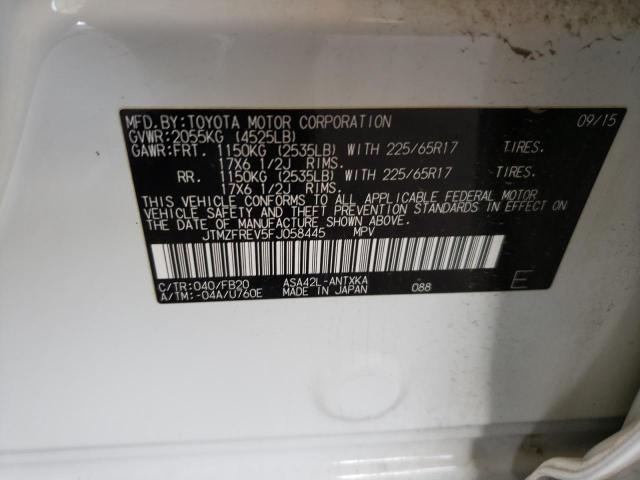 MFD.BY:TOYOTA MOTOR CORPORATION 09/15
GVWR:2055KG (4525LB)
GAWR:FRT. 1150KG (2535LB) WITH 225/65R17 TIRES.
17X6 1/2J RIMS.
RR. 1150KG (2535LB) WITH 225/65R17 TIRES.
17X6 1/2J RIMS.
THIS VEHICLE CONFORMS TO ALL APPLICABLE FEDERAL MOTOR
VEHICLE SAFETY AND THEFT PREVENTION STANDARDS IN EFFECT ON
THE DATE OF MANUFACTURE SHOWN ABOVE.
JTMZFREV5FJ058445 MPV
C/TR:040/FB20 ASA42L-ANTXKA
A/TM:-04A/U760E MADE IN JAPAN 088 E